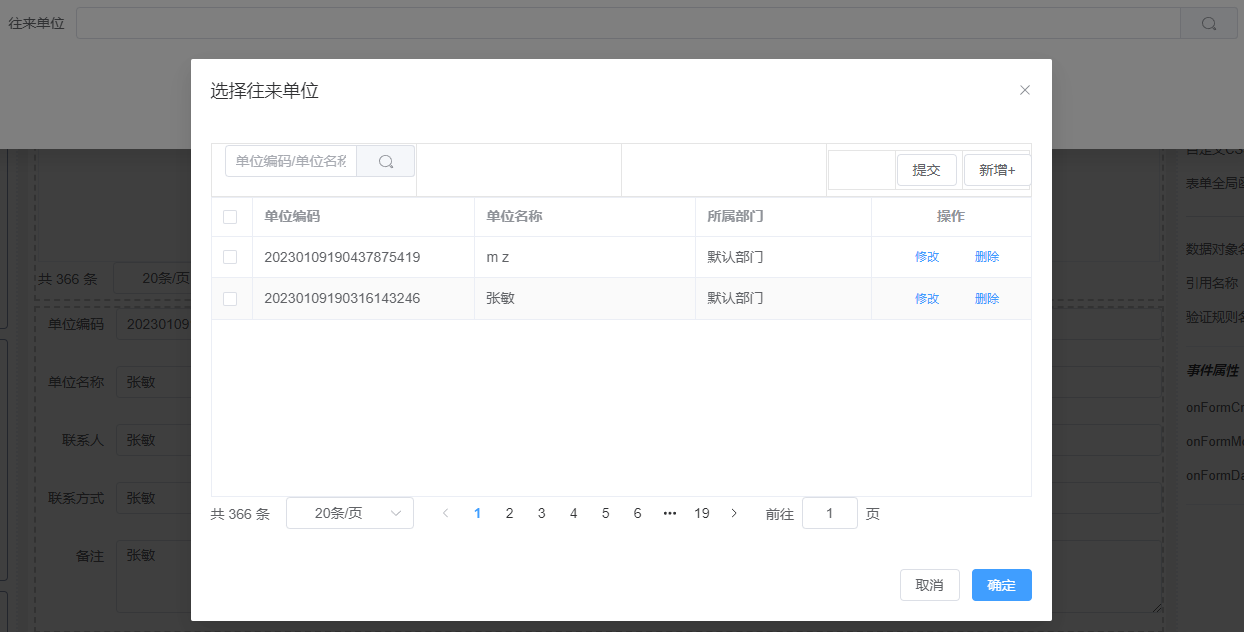 往来单位
选择往来单位
单位编码/单位名称
提交
新增+
单位编码 单位名称 所属部门 操作
20230109190437875419 m z 默认部门 修改 删除
20230109190316143246 张敏 默认部门 修改 删除
共 366 条 20条/页 1 2 3 4 5 6 ••• 19 前往 1 页
取消 确定
共 366 条 20条/页
单位编码 20230109
单位名称 张敏
联系人 张敏
联系方式 张敏
备注 张敏
表单全局
数据对象名
引用名称
验证规则名
事件属性
onFormCr
onFormMo
onFormDa